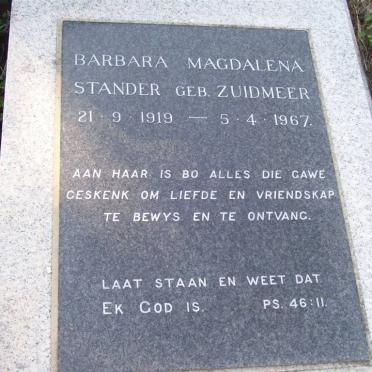 BARBARA MAGDALENA
STANDER GEB. ZUIDMEER
21·9·1919 — 5·4·1967.
AAN HAAR IS BO ALLES DIE GAWE
GESKENK OM LIEFDE EN VRIENDSKAP
TE BEWYS EN TE ONTVANG.
LAAT STAAN EN WEET DAT
EK GOD IS. PS. 46:11.